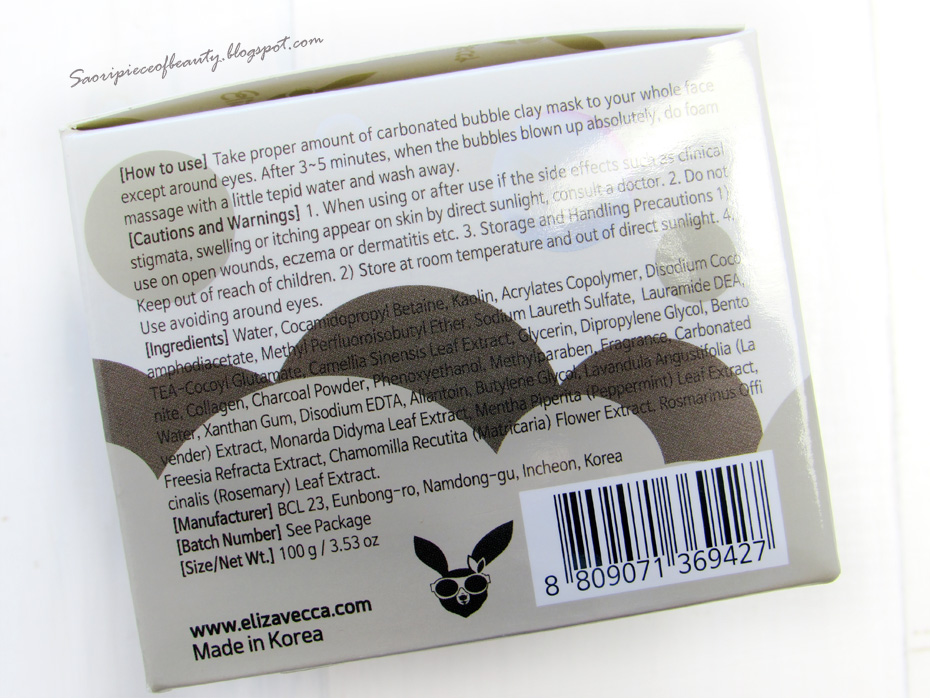 Saoripieceofbeauty.blogspot.com
[How to use] Take proper amount of carbonated bubble clay mask to your whole face
except around eyes. After 3~5 minutes, when the bubbles blown up absolutely, do foam
massage with a little tepid water and wash away.
[Cautions and Warnings] 1. When using or after use if the side effects such as clinical
stigmata, swelling or itching appear on skin by direct sunlight, consult a doctor. 2. Do not
use on open wounds, eczema or dermatitis etc. 3. Storage and Handling Precautions 1)
Keep out of reach of children. 2) Store at room temperature and out of direct sunlight. 4.
Use avoiding around eyes.
[Ingredients] Water, Cocamidopropyl Betaine, Kaolin, Acrylates Copolymer, Disodium Coco
amphodiacetate, Methyl Perfluoroisobutyl Ether, Sodium Laureth Sulfate, Lauramide DEA,
TEA-Cocoyl Glutamate, Camellia Sinensis Leaf Extract, Glycerin, Dipropylene Glycol, Bento
nite, Collagen, Charcoal Powder, Phenoxyethanol, Methylparaben, Fragrance, Carbonated
Water, Xanthan Gum, Disodium EDTA, Allantoin, Butylene Glycol, Lavandula Angustifolia (La
vender) Extract, Monarda Didyma Leaf Extract, Mentha Piperita (Peppermint) Leaf Extract,
Freesia Refracta Extract, Chamomilla Recutita (Matricaria) Flower Extract, Rosmarinus Offi
cinalis (Rosemary) Leaf Extract.
[Manufacturer] BCL 23, Eunbong-ro, Namdong-gu, Incheon, Korea
[Batch Number] See Package
[Size/Net Wt.] 100 g / 3.53 oz
8 809071 369427
www.elizavecca.com
Made in Korea